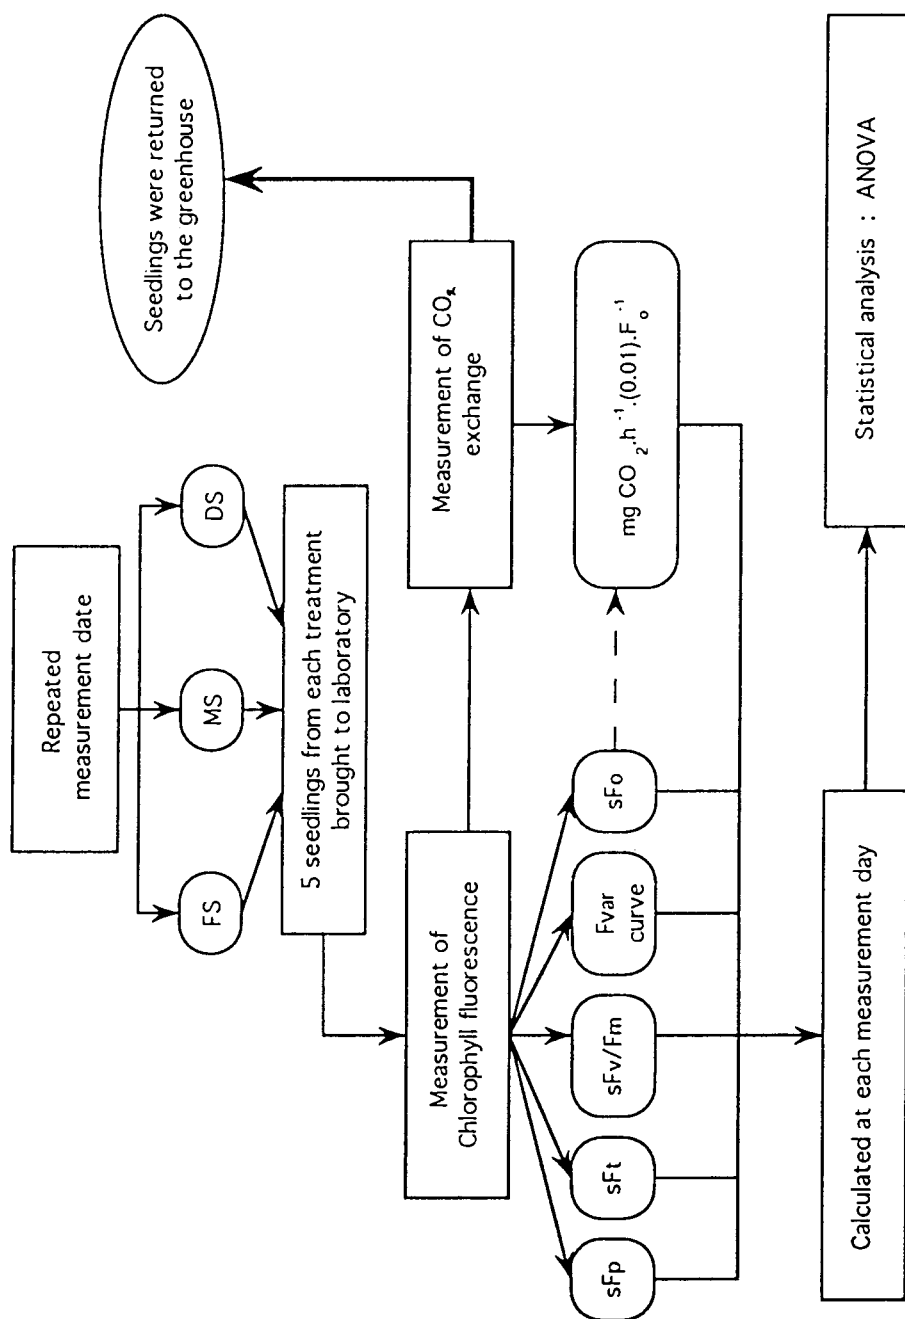 Repeated
measurement date
FS
MS
DS
5 seedlings from each treatment
brought to laboratory
Seedlings were returned
to the greenhouse
Measurement of
Chlorophyll fluorescence
Measurement of CO₂
exchange
sFp
sFt
sFv/Fm
Fvar
curve
sFo
mg CO₂.h⁻¹.(0.01).Fₒ⁻¹
Calculated at each measurement day
Statistical analysis : ANOVA